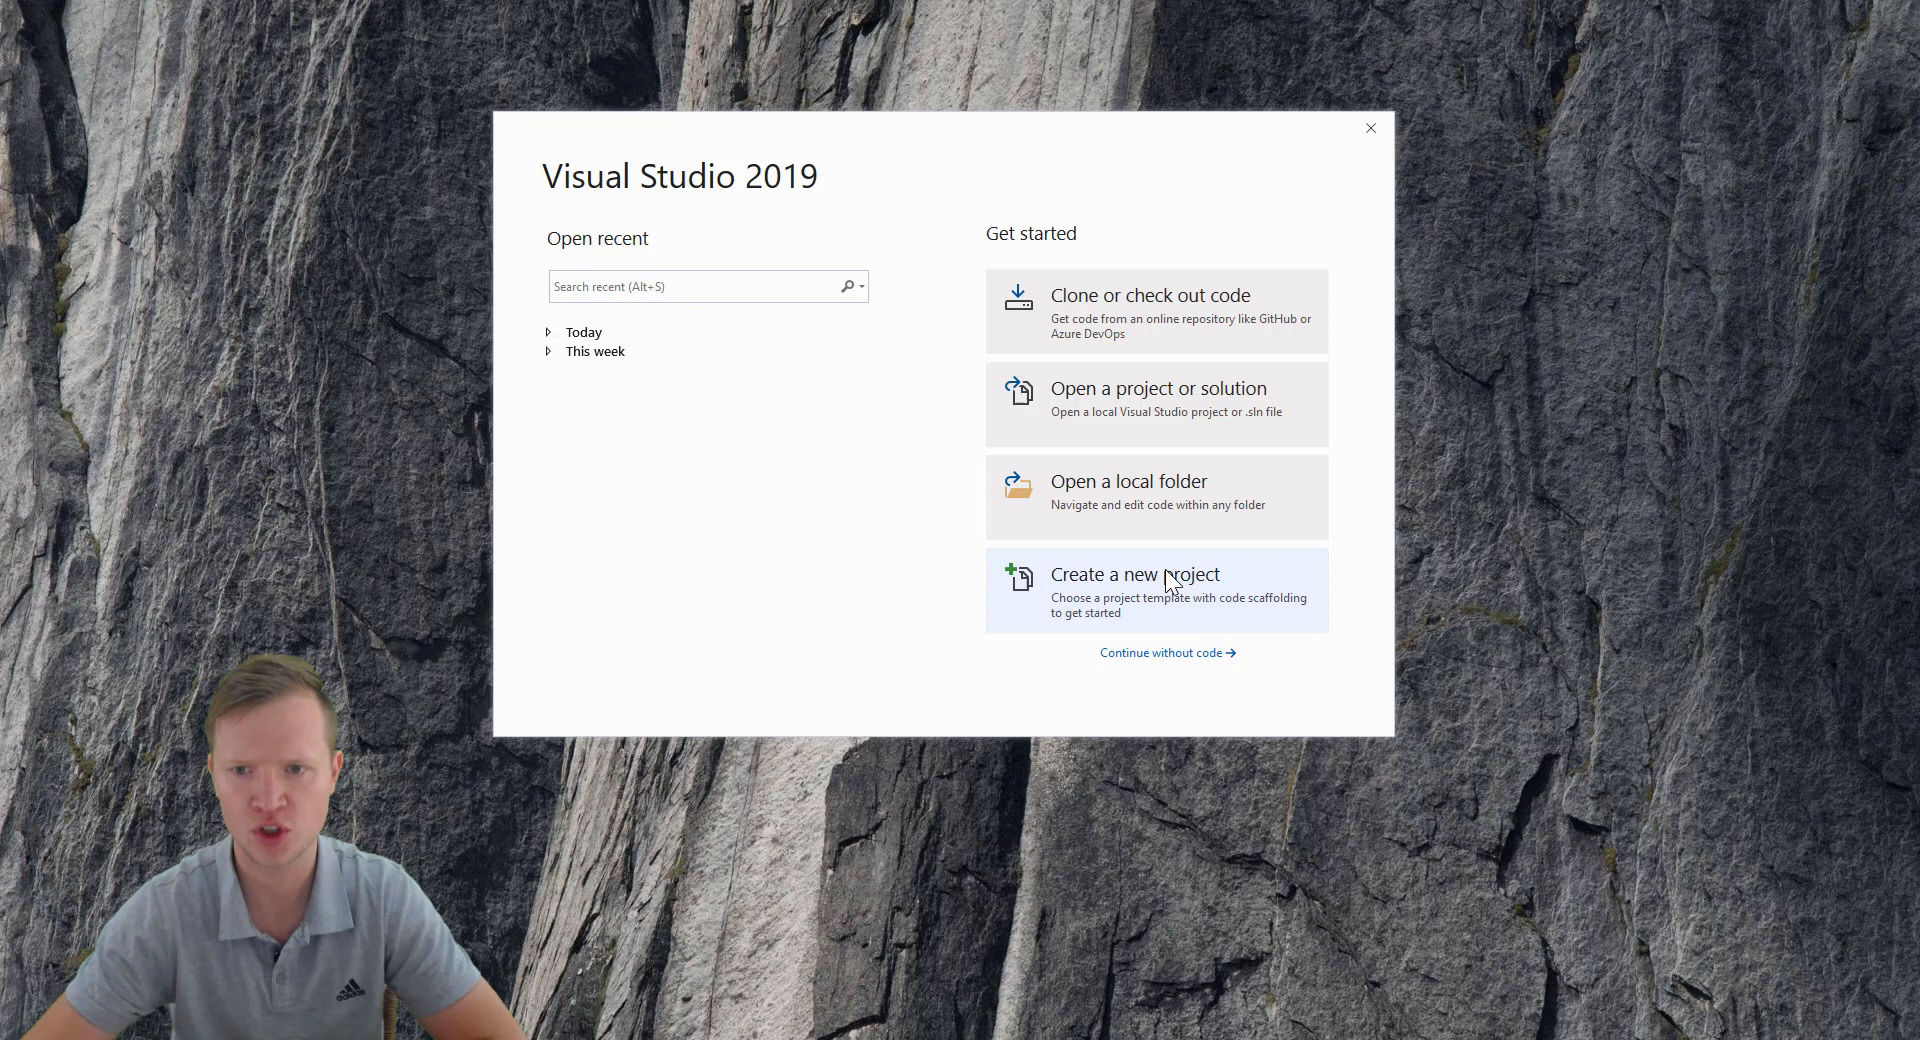 Visual Studio 2019
Open recent
Search recent (Alt+S)
Today
This week
Get started
Clone or check out code
Get code from an online repository like GitHub or
Azure DevOps
Open a project or solution
Open a local Visual Studio project or .sln file
Open a local folder
Navigate and edit code within any folder
Create a new project
Choose a project template with code scaffolding
to get started
Continue without code →
adidas